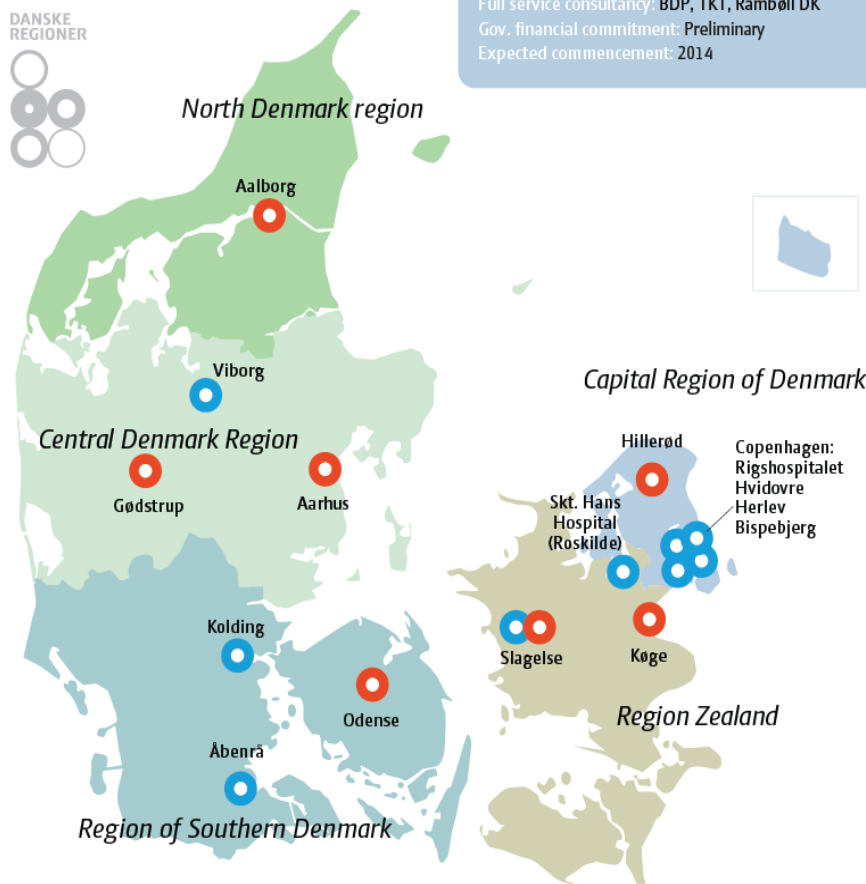 DANSKE
REGIONER
Full service consultancy: BDP, TKT, Rambøll DK
Gov. financial commitment: Preliminary
Expected commencement: 2014
North Denmark region
Aalborg
Viborg
Capital Region of Denmark
Central Denmark Region
Hillerød
Copenhagen:
Rigshospitalet
Hvidovre
Herlev
Bispebjerg
Gødstrup
Aarhus
Skt. Hans
Hospital
(Roskilde)
Kolding
Slagelse
Køge
Odense
Region Zealand
Åbenrå
Region of Southern Denmark